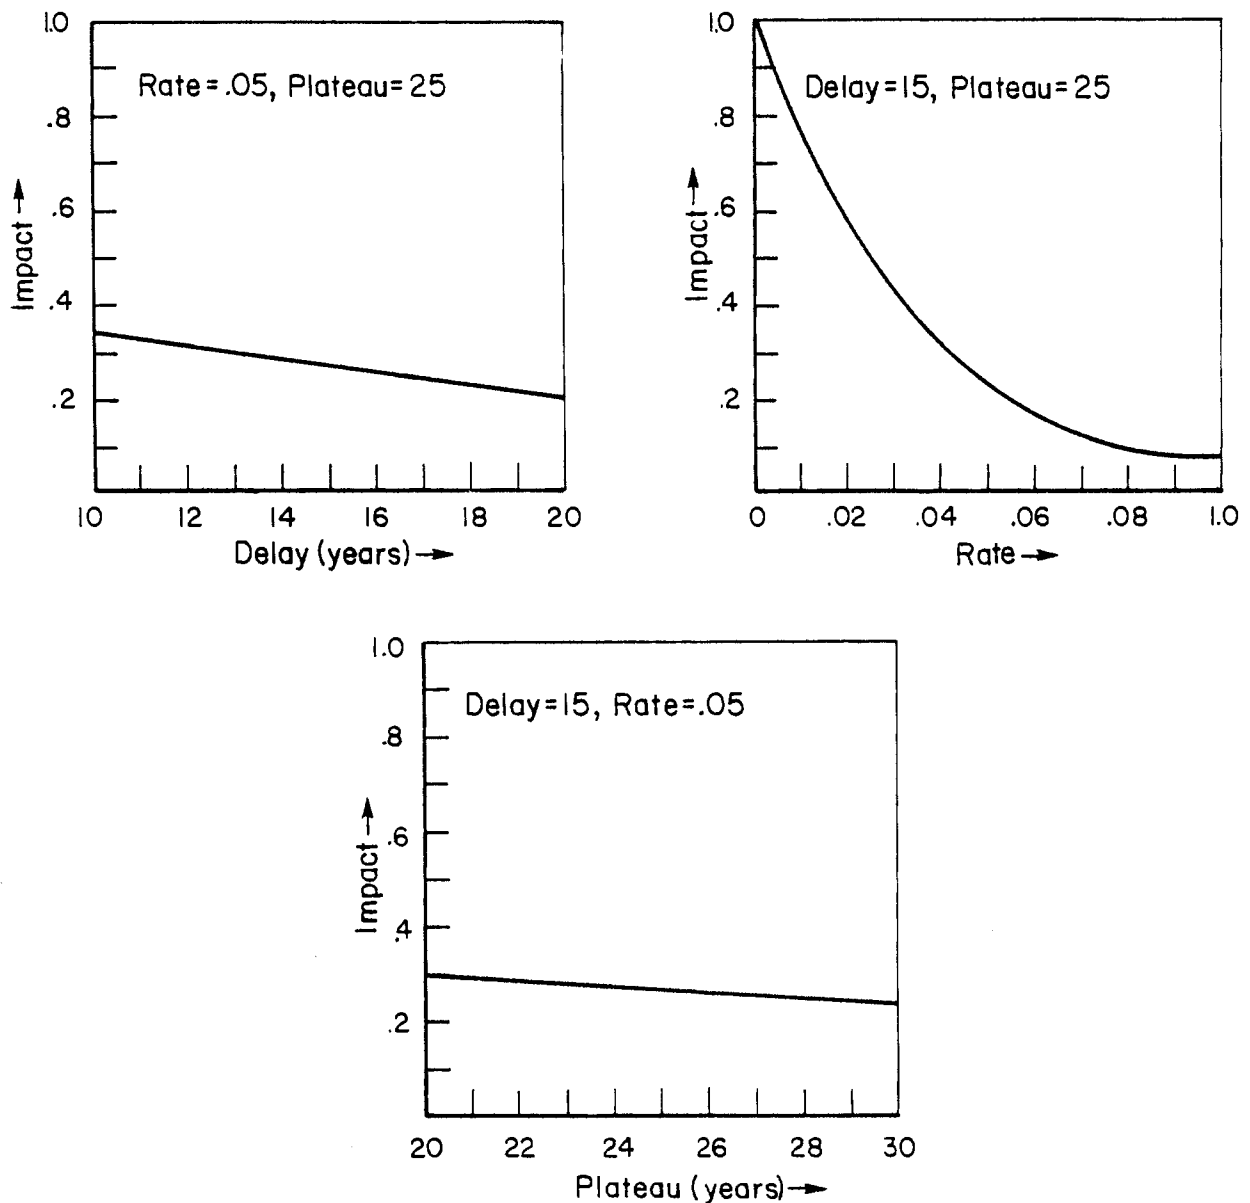 1.0
Rate=.05, Plateau=25
.8
.6
.4
.2
Impact→
10 12 14 16 18 20
Delay (years)→
1.0
Delay=15, Plateau=25
.8
.6
.4
.2
Impact→
0 .02 .04 .06 .08 1.0
Rate→
1.0
Delay=15, Rate=.05
.8
.6
.4
.2
Impact→
20 22 24 26 28 30
Plateau (years)→